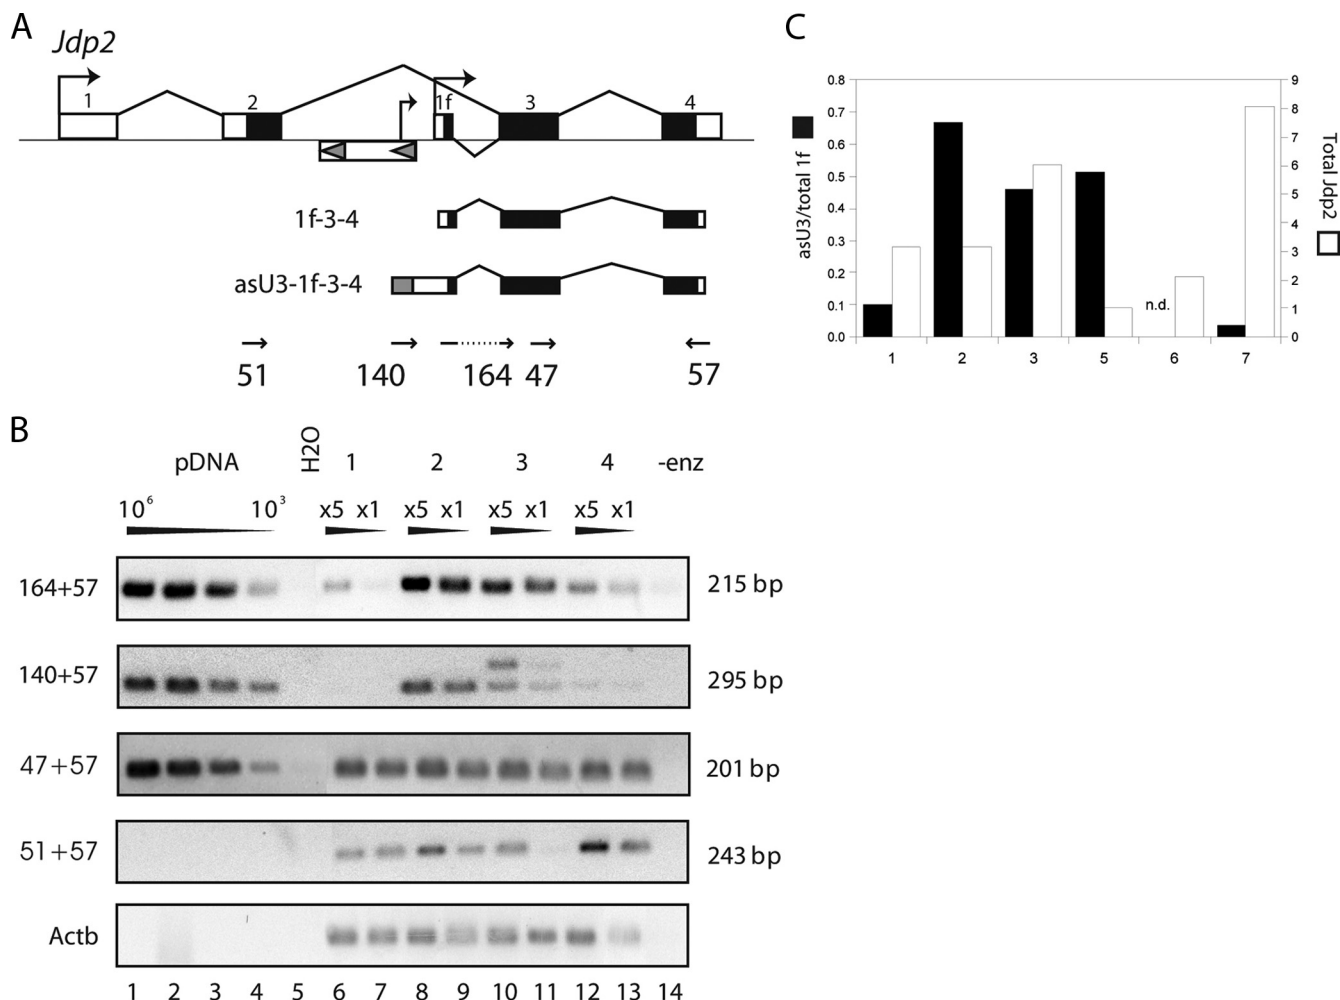 A
Jdp2
1 2 1f 3 4
1f-3-4
asU3-1f-3-4
51 140 164 47 57
C
asU3/total 1f
0.8
0.7
0.6
0.5
0.4
0.3
0.2
0.1
0.0
n.d.
1 2 3 5 6 7
9
8
7
6
5
4
3
2
1
0
Total Jdp2
B
pDNA H2O 1 2 3 4 -enz
10⁶ 10³ x5 x1 x5 x1 x5 x1 x5 x1
164+57 215 bp
140+57 295 bp
47+57 201 bp
51+57 243 bp
Actb
1 2 3 4 5 6 7 8 9 10 11 12 13 14